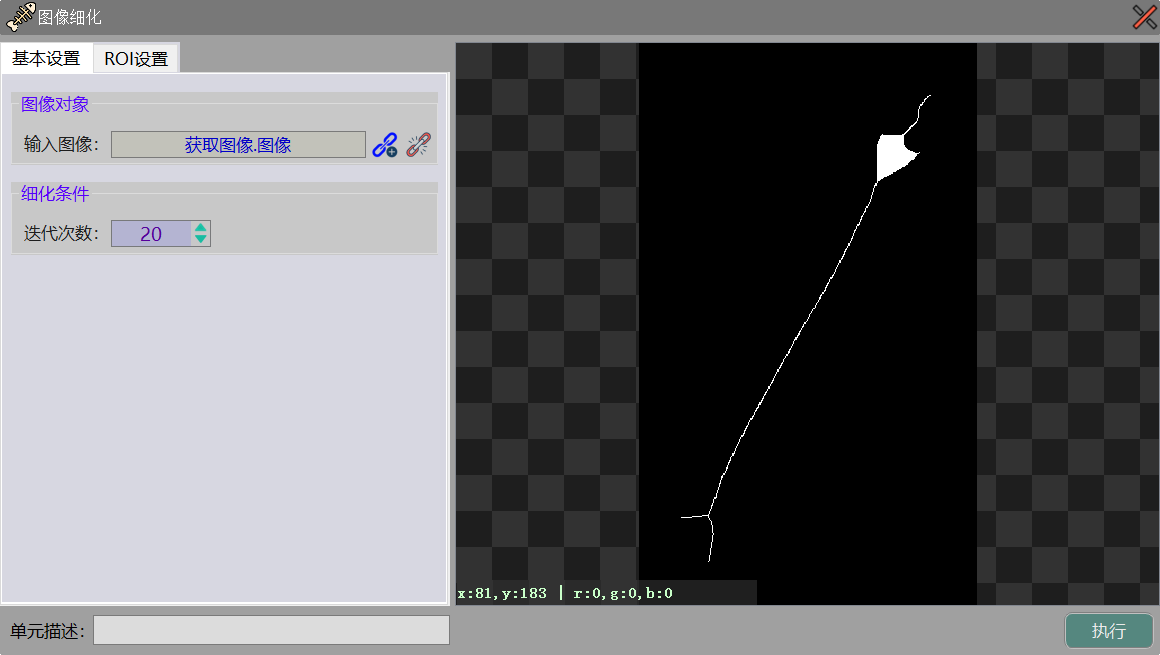 图像细化
基本设置 ROI设置
图像对象
输入图像: 获取图像.图像
细化条件
迭代次数: 20
x:81,y:183 | r:0,g:0,b:0
单元描述:
执行